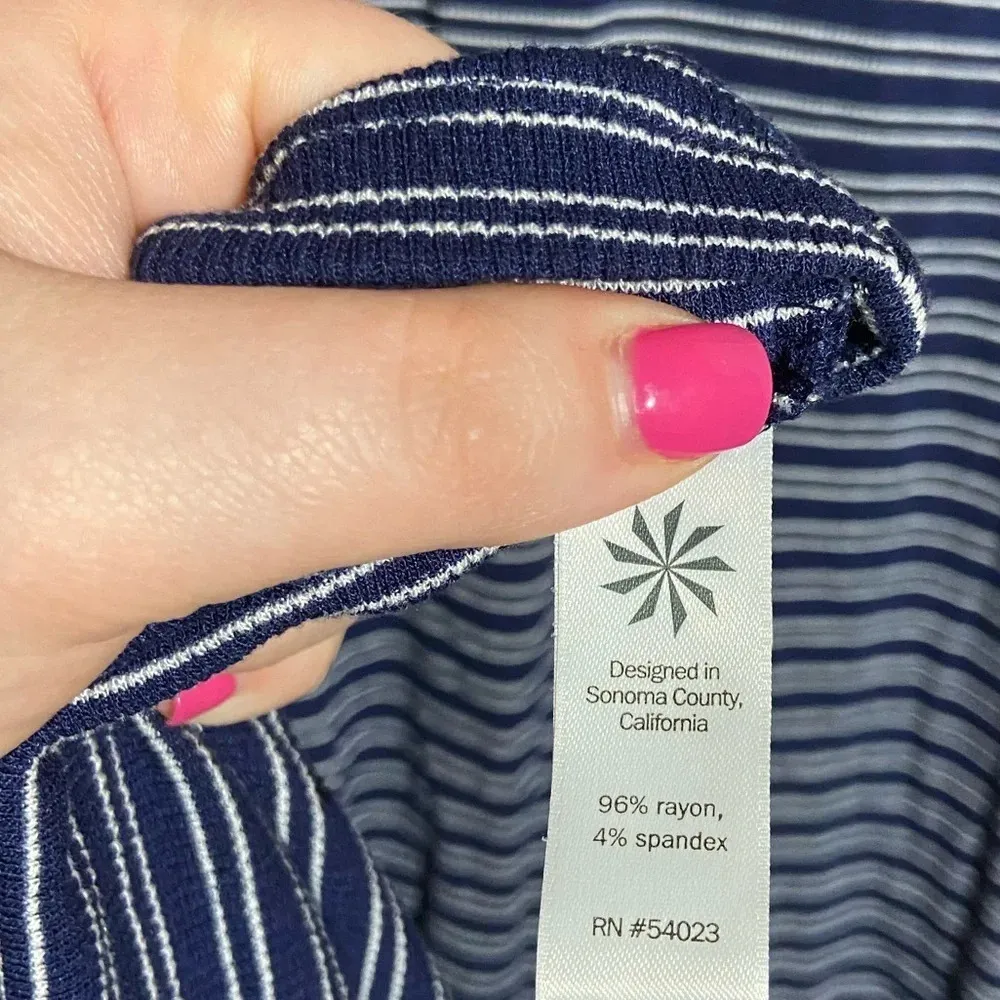 Designed in
Sonoma County,
California
96% rayon,
4% spandex
RN #54023